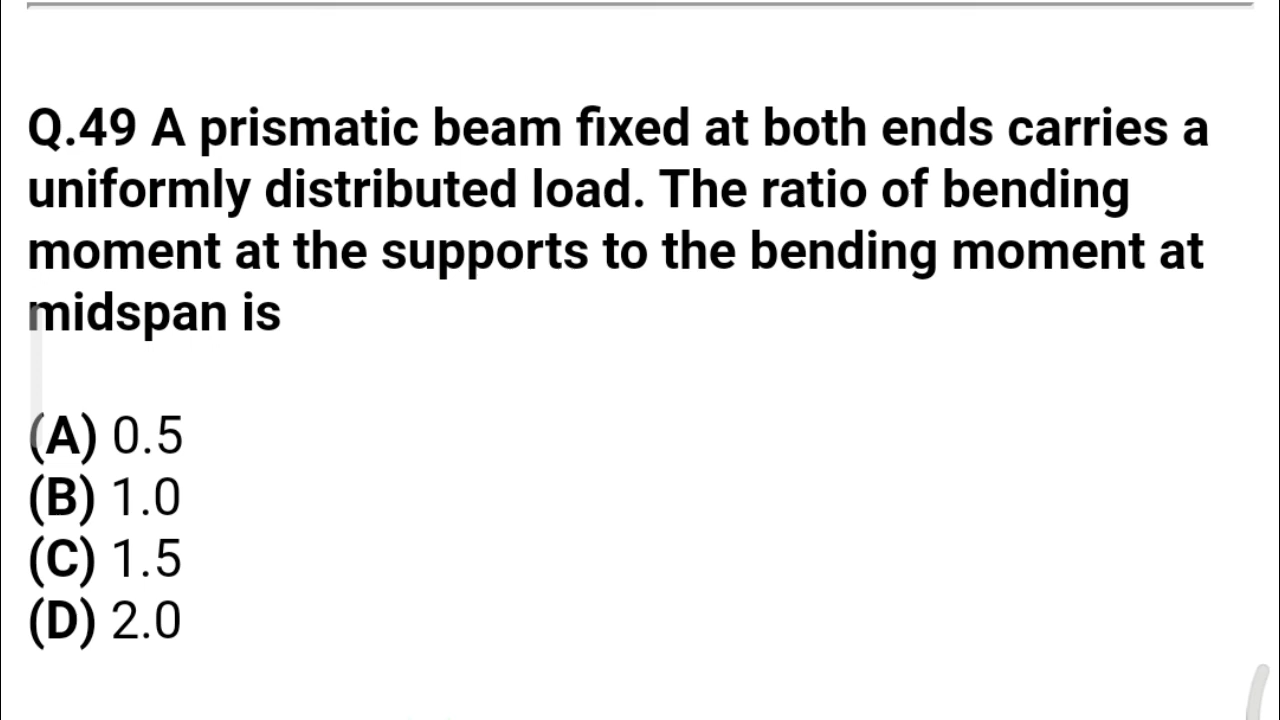 Q.49 A prismatic beam fixed at both ends carries a
uniformly distributed load. The ratio of bending
moment at the supports to the bending moment at
midspan is
(A) 0.5
(B) 1.0
(C) 1.5
(D) 2.0